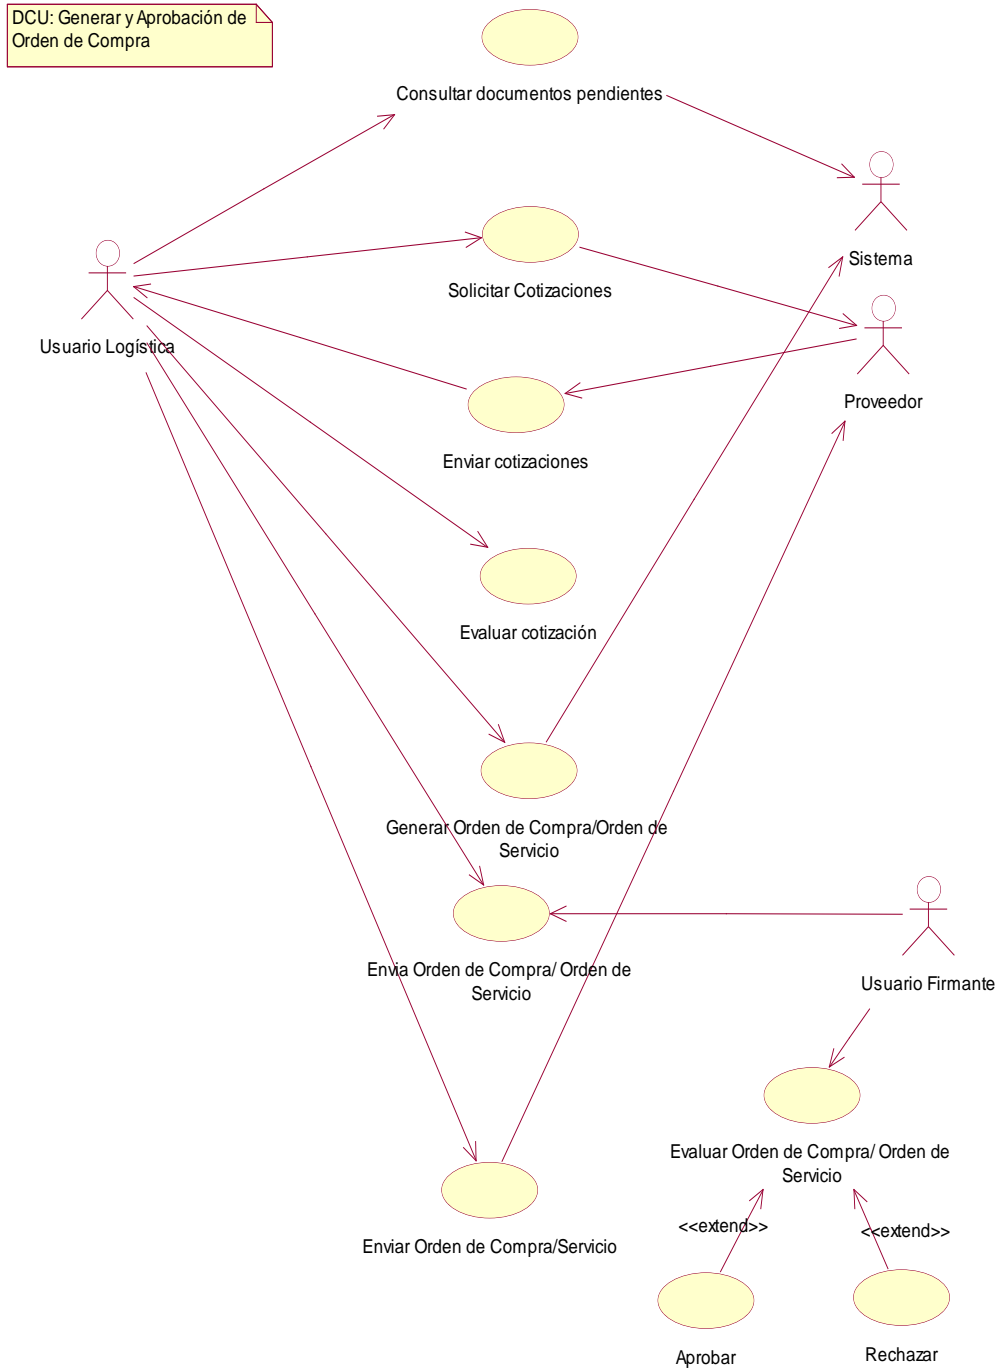 DCU: Generar y Aprobación de
Orden de Compra
Consultar documentos pendientes
Sistema
Solicitar Cotizaciones
Usuario Logística
Proveedor
Enviar cotizaciones
Evaluar cotización
Generar Orden de Compra/Orden de
Servicio
Envia Orden de Compra/ Orden de
Servicio
Usuario Firmante
Evaluar Orden de Compra/ Orden de
Servicio
<<extend>>
<<extend>>
Enviar Orden de Compra/Servicio
Aprobar
Rechazar